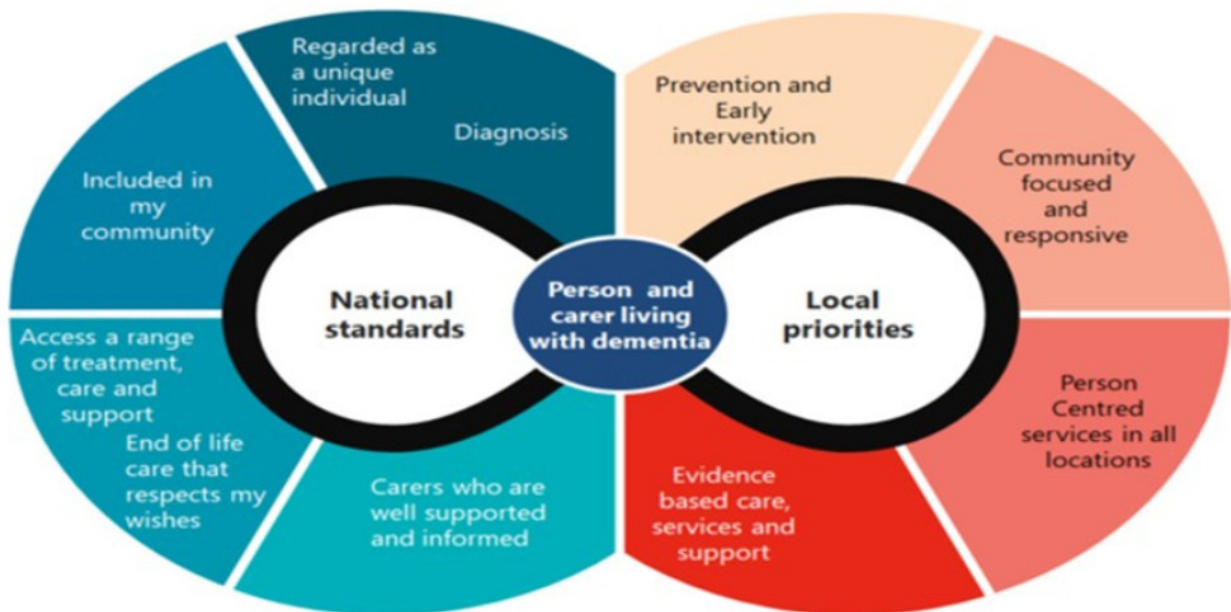 Regarded as
a unique
individual
Diagnosis
Prevention and
Early
intervention
Included in
my
community
Community
focused
and
responsive
National
standards
Person and
carer living
with dementia
Local
priorities
Access a range
of treatment,
care and
support
End of life
care that
respects my
wishes
Carers who are
well supported
and informed
Evidence
based care,
services and
support
Person
Centred
services in all
locations